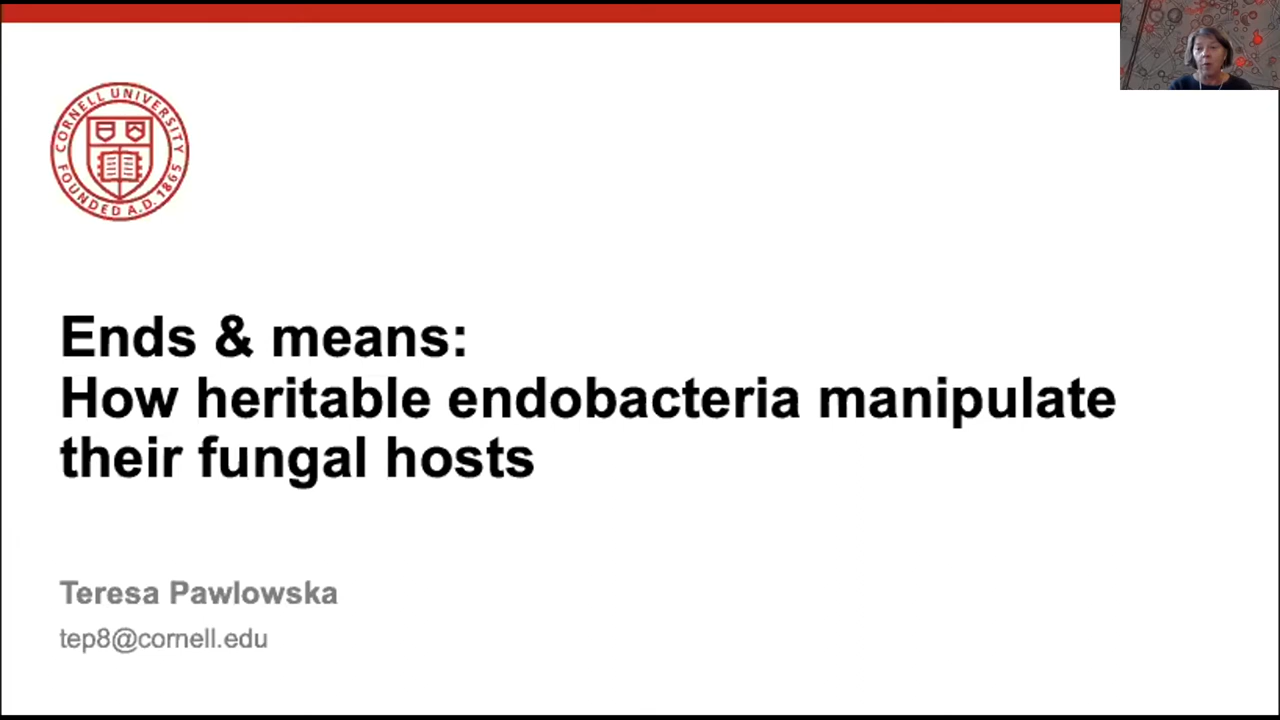 CORNELL UNIVERSITY
FOUNDED A.D. 1865
Ends & means:
How heritable endobacteria manipulate
their fungal hosts
Teresa Pawlowska
tep8@cornell.edu